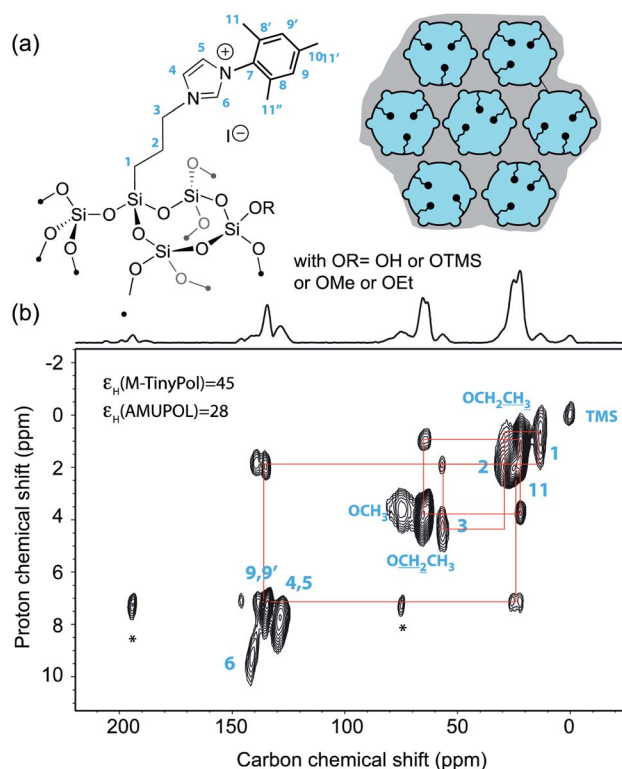 (a)
11
8'
9'
5
10
11'
4
7
9
8
N
⊕
N
6
11''
3
2
I⊖
1
O
Si
O
Si
O
Si
O
Si
OR
O
O
O
Si
O
O
O
O
O
with OR= OH or OTMS
or OMe or OEt
(b)
εH(M-TinyPol)=45
εH(AMUPOL)=28
OCH2CH3
TMS
2
1
11
OCH3
3
OCH2CH3
9,9'
4,5
6
*
*
-2
0
2
4
6
8
10
Proton chemical shift (ppm)
200
150
100
50
0
Carbon chemical shift (ppm)